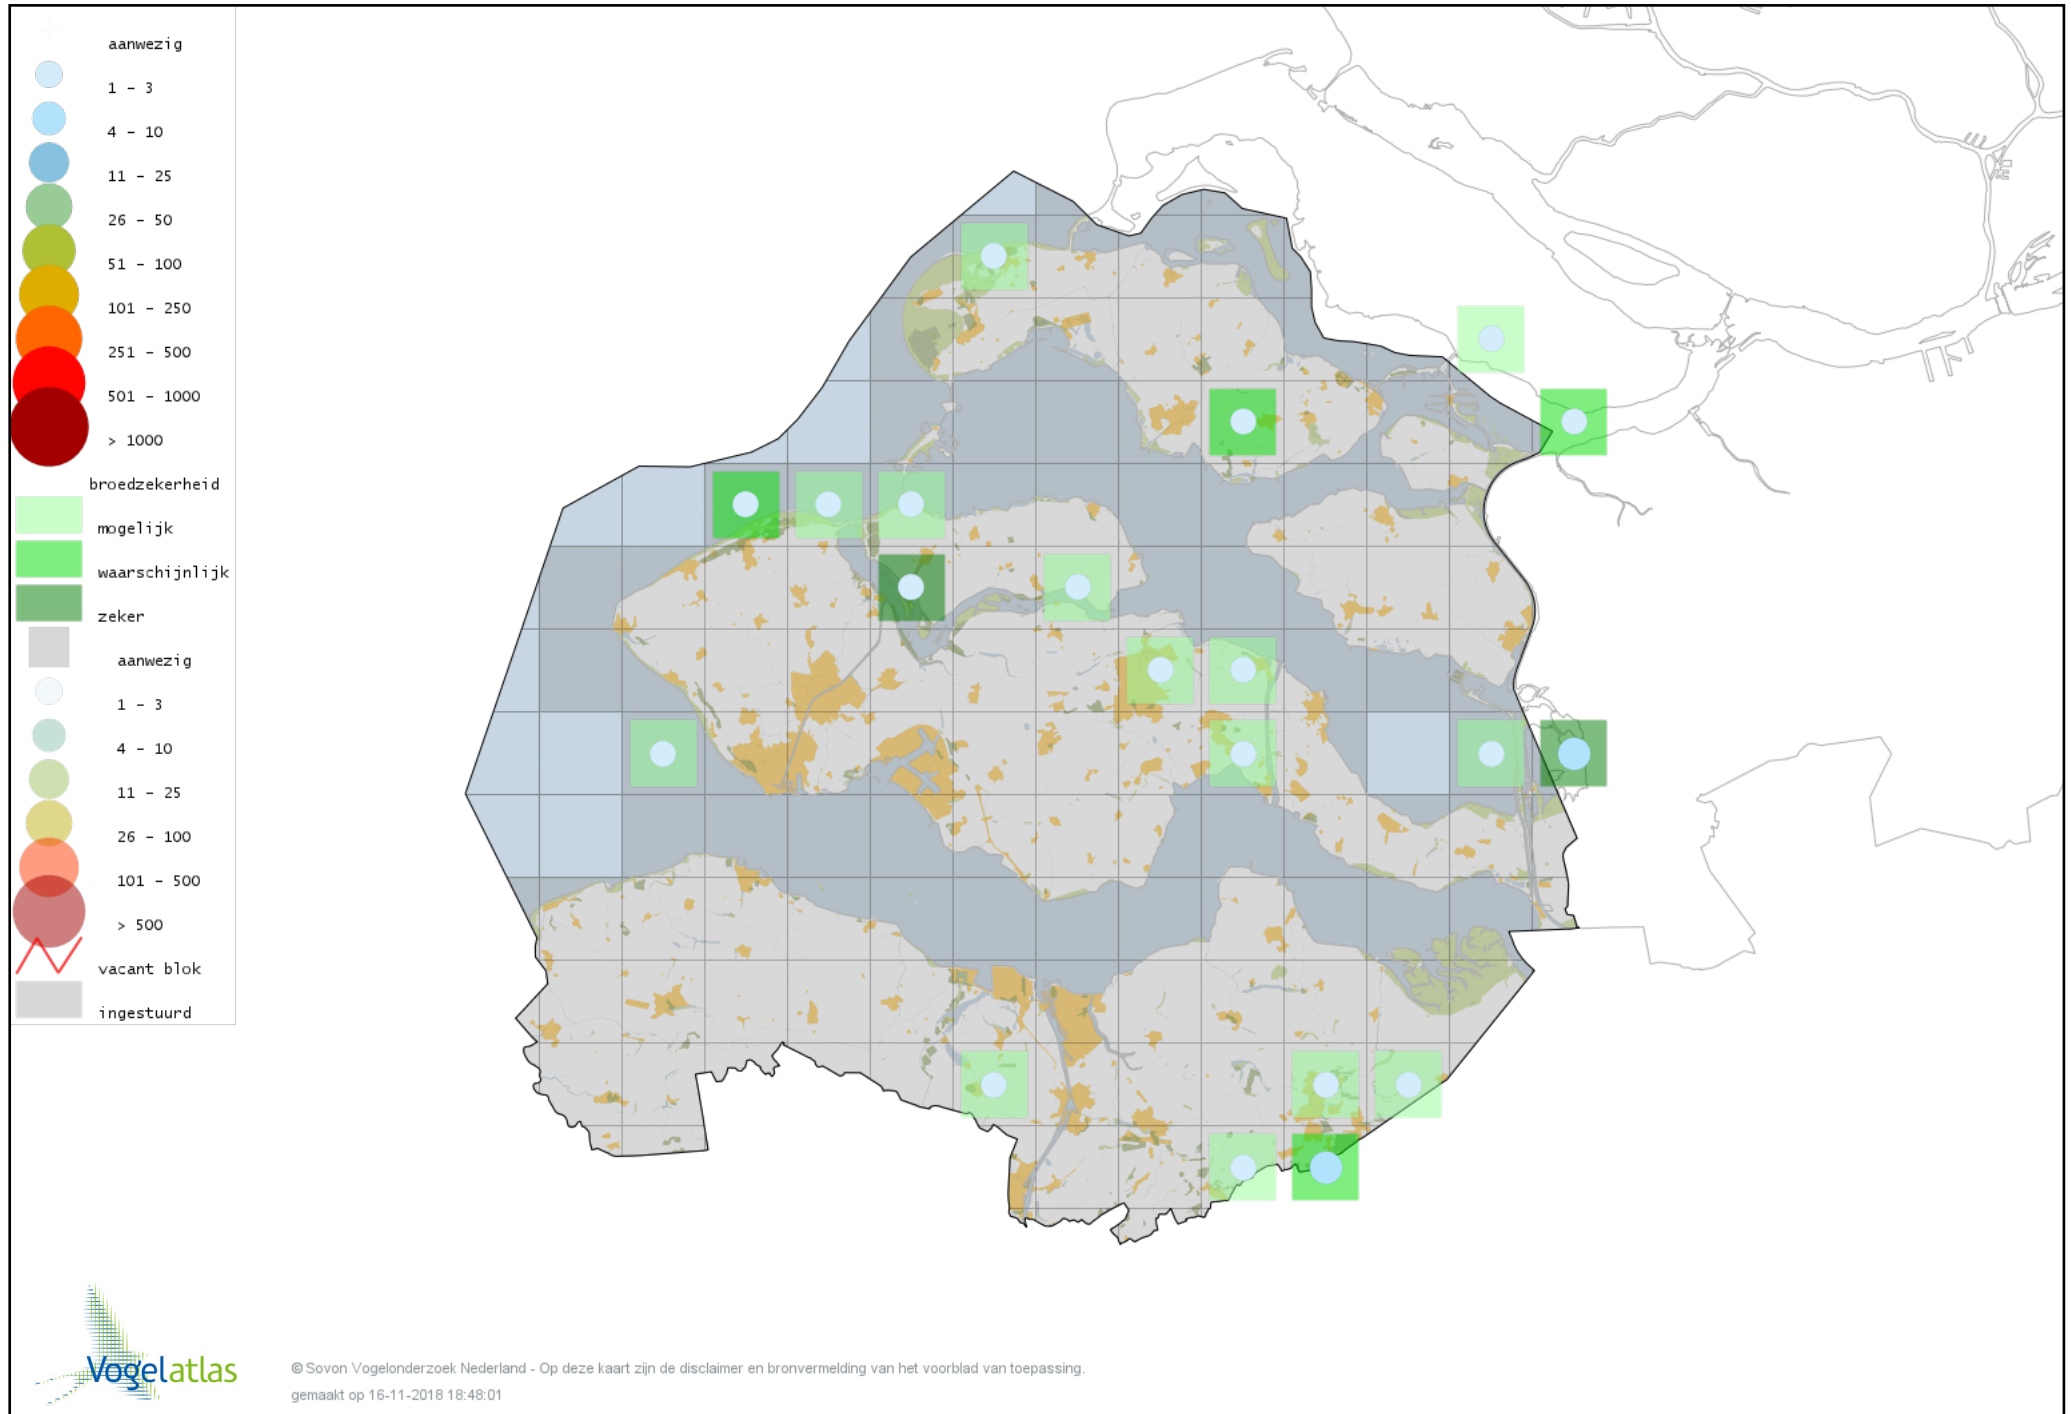 aanwezig
1 - 3
4 - 10
11 - 25
26 - 50
51 - 100
101 - 250
251 - 500
501 - 1000
> 1000
broedzekerheid
mogelijk
waarschijnlijk
zeker
aanwezig
1 - 3
4 - 10
11 - 25
26 - 100
101 - 500
> 500
vacant blok
ingestuurd
Vogelatlas
© Sovon Vogelonderzoek Nederland - Op deze kaart zijn de disclaimer en bronvermelding van het voorblad van toepassing.
gemaakt op 16-11-2018 18:48:01